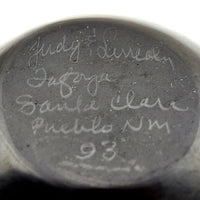 Judy & Lincoln
Tafoya
Santa Clara
Pueblo NM
93